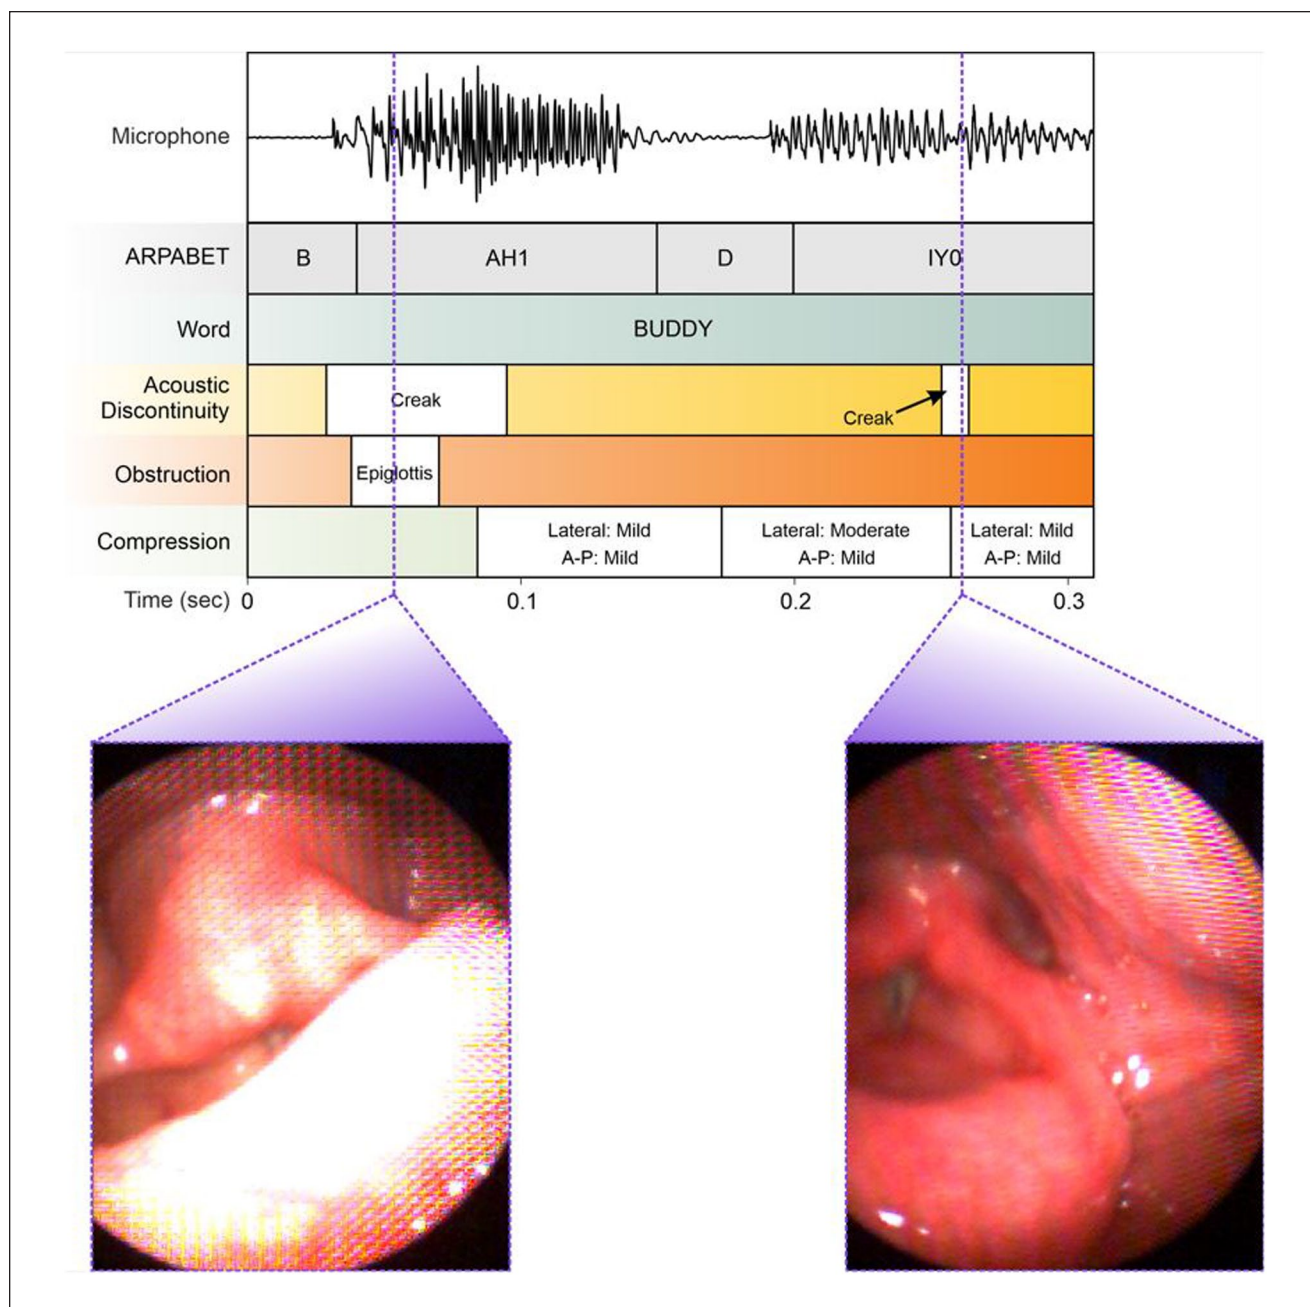 Microphone
ARPABET
B
AH1
D
IY0
Word
BUDDY
Acoustic
Discontinuity
Creak
Creak
Obstruction
Epiglottis
Compression
Lateral: Mild
A-P: Mild
Lateral: Moderate
A-P: Mild
Lateral: Mild
A-P: Mild
Time (sec)
0
0.1
0.2
0.3